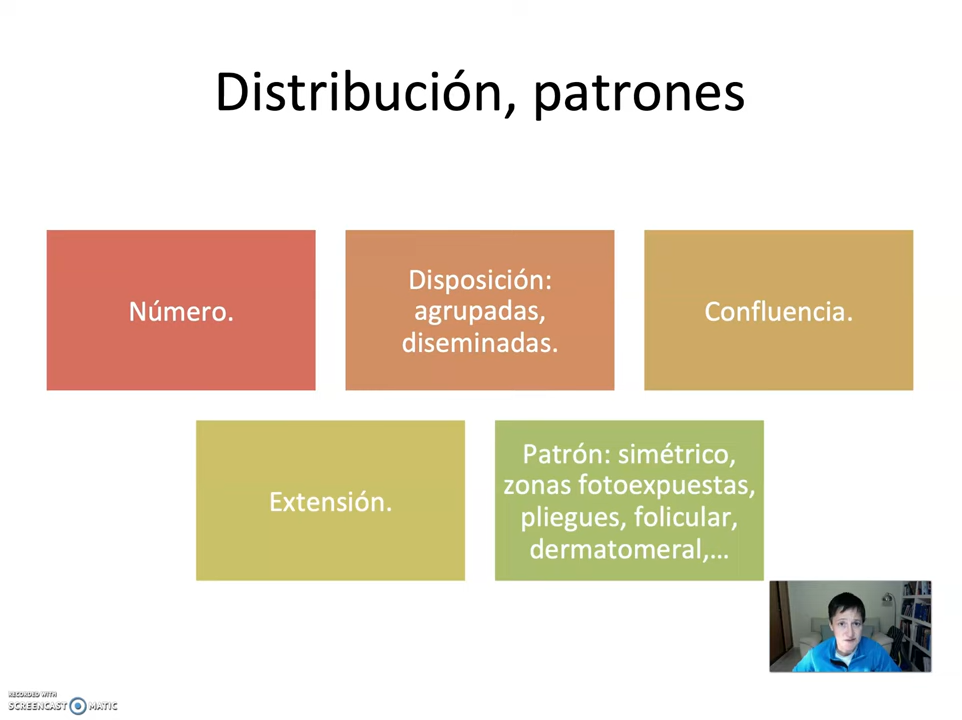 Distribución, patrones
Número.
Disposición:
agrupadas,
diseminadas.
Confluencia.
Extensión.
Patrón: simétrico,
zonas fotoexpuestas,
pliegues, folicular,
dermatomeral,...
RECORDED WITH
SCREENCAST MATIC